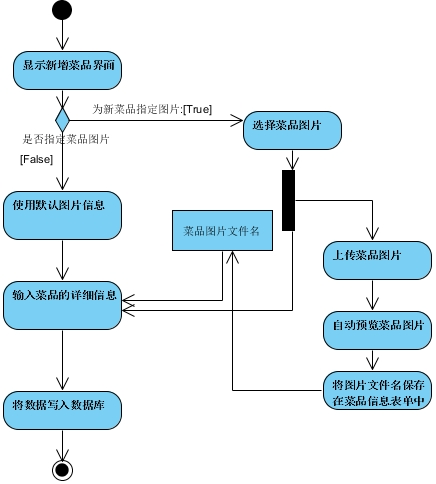 显示新增菜品界面
为新菜品指定图片:[True]
选择菜品图片
是否指定菜品图片
[False]
使用默认图片信息
菜品图片文件名
上传菜品图片
输入菜品的详细信息
自动预览菜品图片
将图片文件名保存
在菜品信息表单中
将数据写入数据库